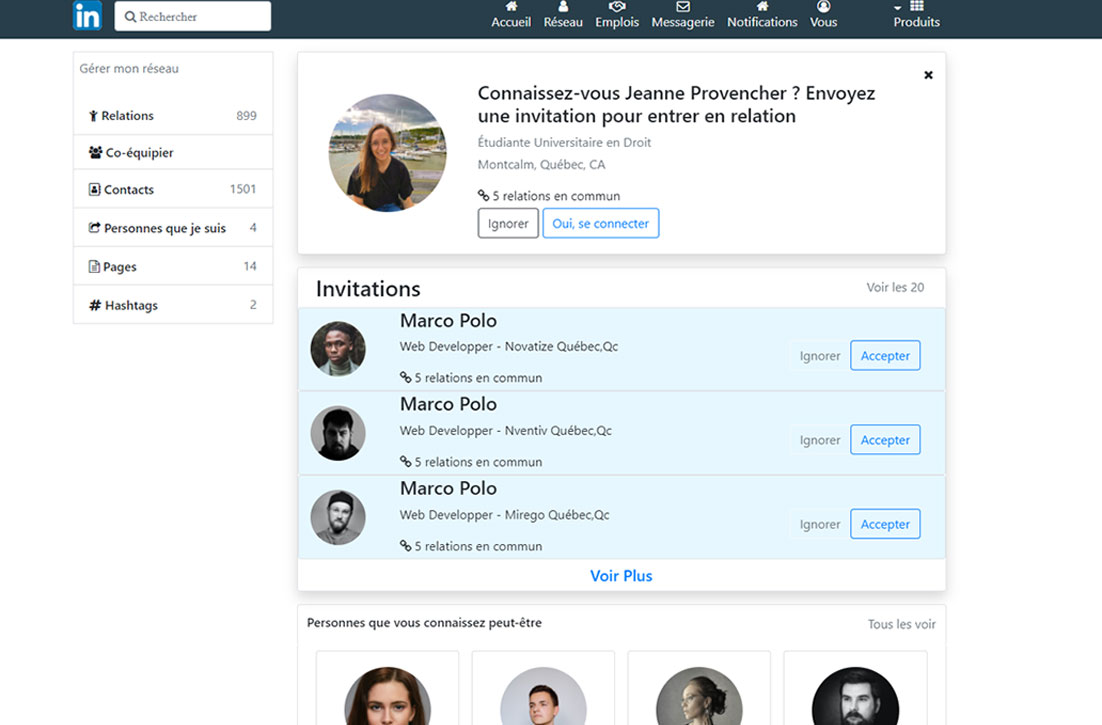 in
Rechercher
Accueil
Réseau
Emplois
Messagerie
Notifications
Vous
Produits
Gérer mon réseau
Relations 899
Co-équipier
Contacts 1501
Personnes que je suis 4
Pages 14
# Hashtags 2
Connaissez-vous Jeanne Provencher ? Envoyez
une invitation pour entrer en relation
Étudiante Universitaire en Droit
Montcalm, Québec, CA
5 relations en commun
Ignorer Oui, se connecter
Invitations Voir les 20
Marco Polo
Web Developper - Novatize Québec,Qc
Ignorer Accepter
5 relations en commun
Marco Polo
Web Developper - Nventiv Québec,Qc
Ignorer Accepter
5 relations en commun
Marco Polo
Web Developper - Mirego Québec,Qc
Ignorer Accepter
5 relations en commun
Voir Plus
Personnes que vous connaissez peut-être Tous les voir